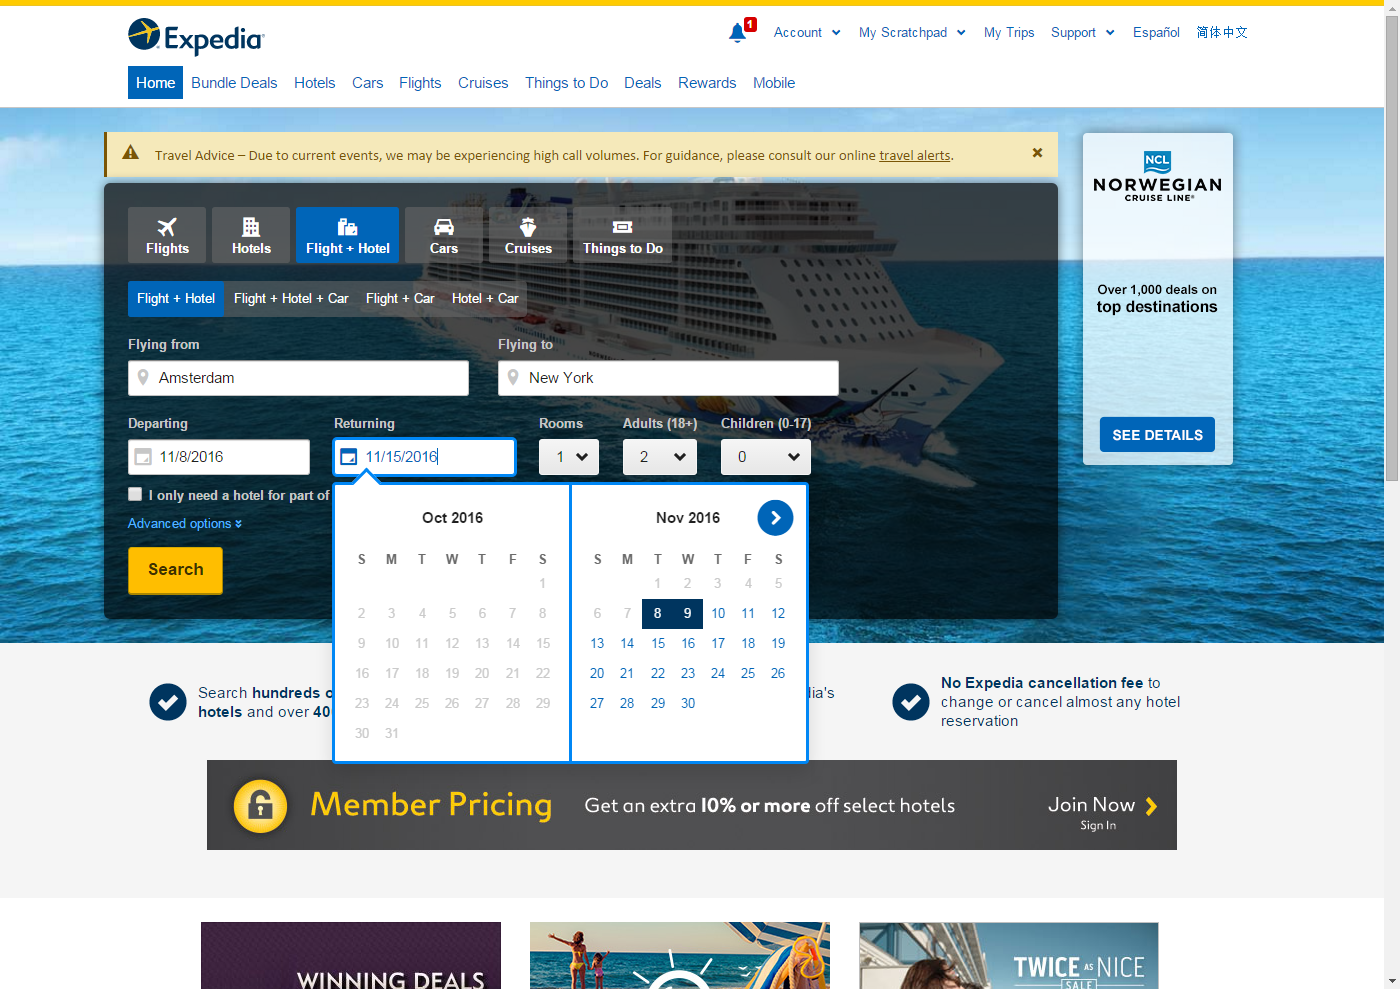 Expedia
1
Account
My Scratchpad
My Trips
Support
Español
简体中文
Home
Bundle Deals
Hotels
Cars
Flights
Cruises
Things to Do
Deals
Rewards
Mobile
Travel Advice – Due to current events, we may be experiencing high call volumes. For guidance, please consult our online travel alerts.
NCL
NORWEGIAN
CRUISE LINE®
Over 1,000 deals on
top destinations
SEE DETAILS
Flights
Hotels
Flight + Hotel
Cars
Cruises
Things to Do
Flight + Hotel
Flight + Hotel + Car
Flight + Car
Hotel + Car
Flying from
Flying to
Amsterdam
New York
Departing
Returning
Rooms
Adults (18+)
Children (0-17)
11/8/2016
11/15/2016
1
2
0
I only need a hotel for part of
Advanced options
Search
Oct 2016
S M T W T F S
1
2 3 4 5 6 7 8
9 10 11 12 13 14 15
16 17 18 19 20 21 22
23 24 25 26 27 28 29
30 31
Nov 2016
S M T W T F S
1 2 3 4 5
6 7 8 9 10 11 12
13 14 15 16 17 18 19
20 21 22 23 24 25 26
27 28 29 30
Search hundreds
hotels and over 40
ia's
No Expedia cancellation fee to
change or cancel almost any hotel
reservation
Member Pricing
Get an extra 10% or more off select hotels
Join Now
Sign In
WINNING DEALS
TWICE AS NICE
SALE